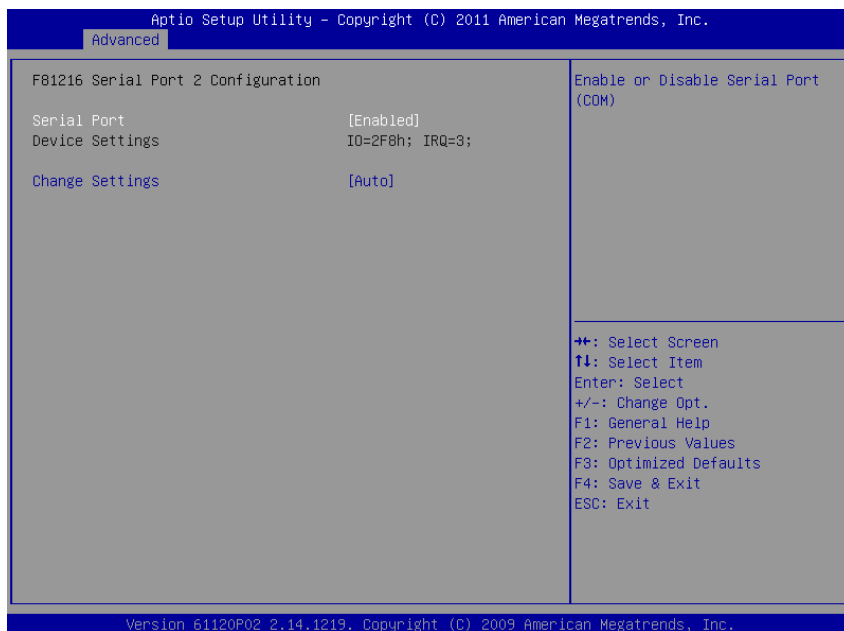 Aptio Setup Utility – Copyright (C) 2011 American Megatrends, Inc.
Advanced
F81216 Serial Port 2 Configuration
Serial Port [Enabled]
Device Settings IO=2F8h; IRQ=3;
Change Settings [Auto]
Enable or Disable Serial Port
(COM)
→←: Select Screen
↑↓: Select Item
Enter: Select
+/-: Change Opt.
F1: General Help
F2: Previous Values
F3: Optimized Defaults
F4: Save & Exit
ESC: Exit
Version 61120P02 2.14.1219. Copyright (C) 2009 American Megatrends, Inc.